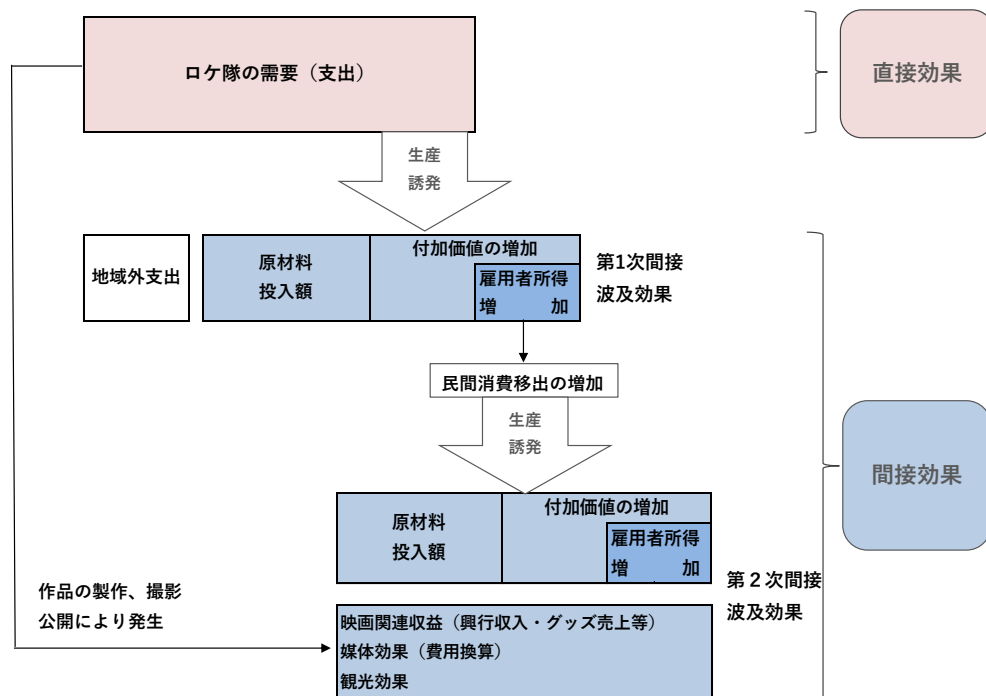 ロケ隊の需要（支出）
直接効果
生産
誘発
地域外支出
原材料
投入額
付加価値の増加
雇用者所得
増　　加
第1次間接
波及効果
民間消費移出の増加
生産
誘発
間接効果
原材料
投入額
付加価値の増加
雇用者所得
増　　加
第２次間接
波及効果
作品の製作、撮影
公開により発生
映画関連収益（興行収入・グッズ売上等）
媒体効果（費用換算）
観光効果